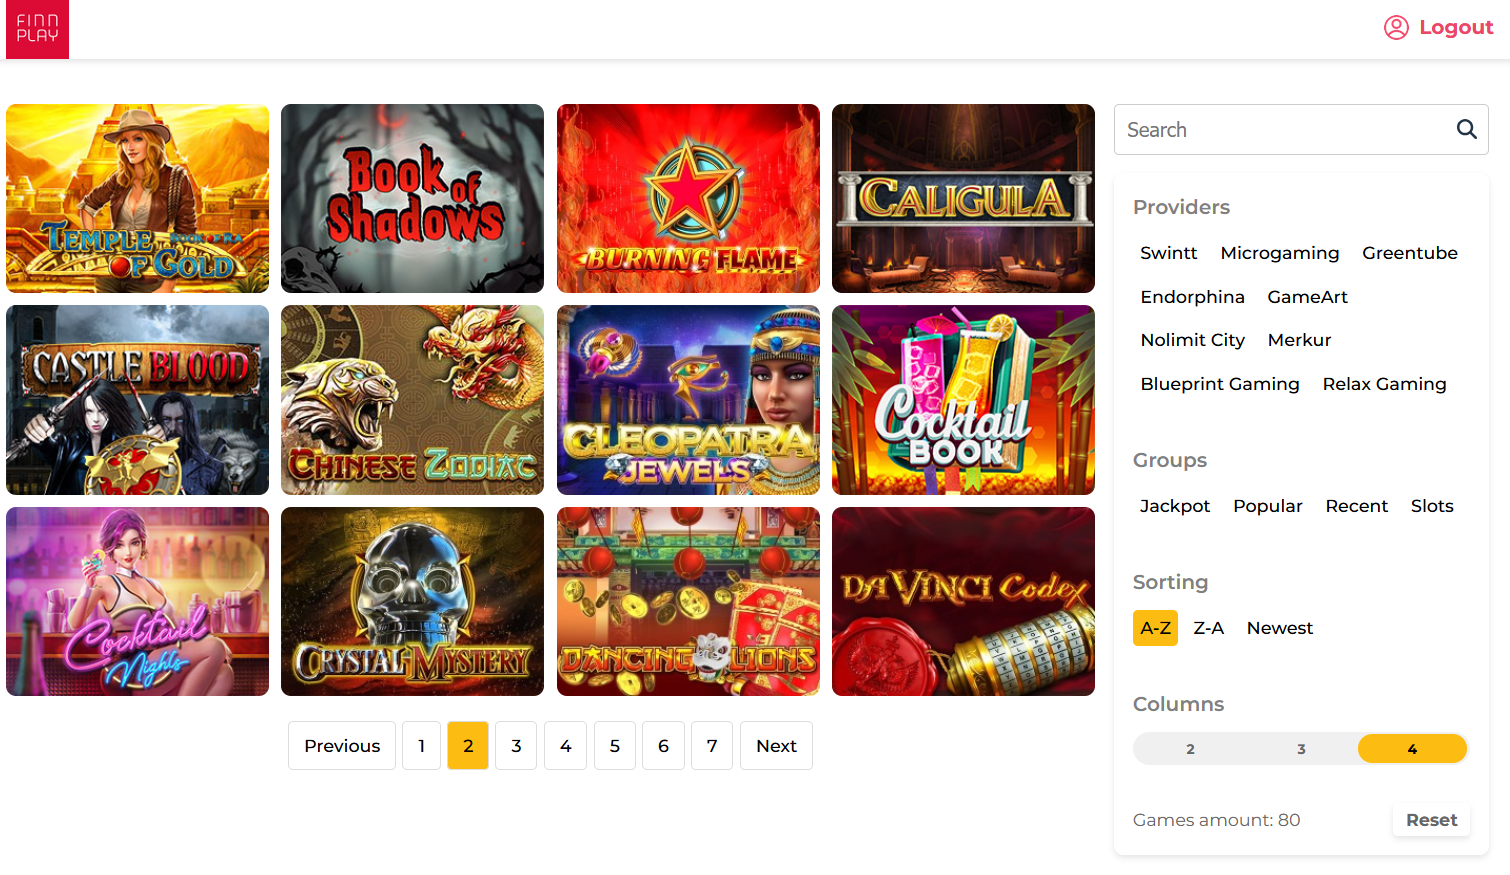 FINN
PLAY
Logout
TEMPLE BOOK OF RA
OF GOLD
Book of
Shadows
BURNING FLAME
CALIGULA
Search
Providers
Swintt Microgaming Greentube
Endorphina GameArt
Nolimit City Merkur
Blueprint Gaming Relax Gaming
CASTLE BLOOD
CHINESE ZODIAC
CLEOPATRA
JEWELS
Cocktail
BOOK
Groups
Jackpot Popular Recent Slots
Cocktail
Nights
CRYSTAL MYSTERY
DANCING LIONS
DA VINCI Codex
Sorting
A-Z Z-A Newest
Columns
2 3 4
Previous 1 2 3 4 5 6 7 Next
Games amount: 80 Reset